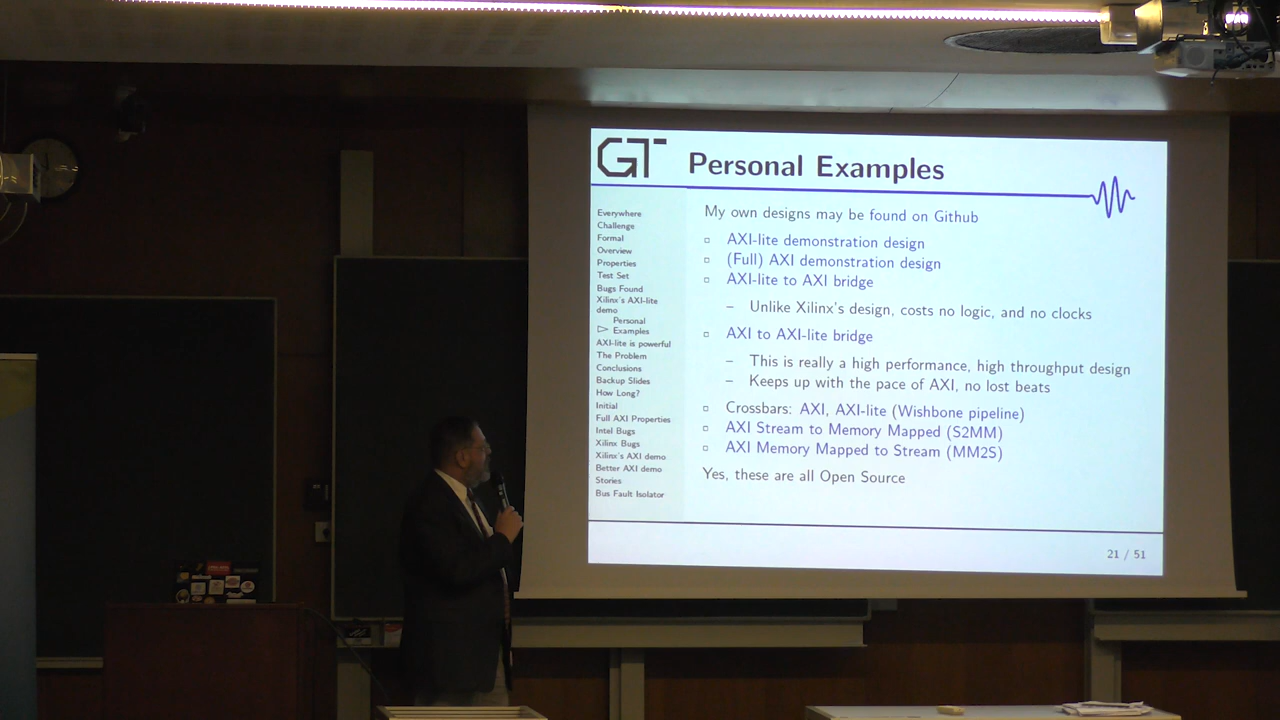 GT
Personal Examples
Everywhere
Challenge
Formal
Overview
Properties
Test Set
Bugs Found
Xilinx's AXI-lite
demo
Personal
Examples
AXI-lite is powerful
The Problem
Conclusions
Backup Slides
How Long?
Initial
Full AXI Properties
Intel Bugs
Xilinx Bugs
Xilinx's AXI demo
Better AXI demo
Stories
Bus Fault Isolator
My own designs may be found on Github
AXI-lite demonstration design
(Full) AXI demonstration design
AXI-lite to AXI bridge
– Unlike Xilinx's design, costs no logic, and no clocks
AXI to AXI-lite bridge
– This is really a high performance, high throughput design
– Keeps up with the pace of AXI, no lost beats
Crossbars: AXI, AXI-lite (Wishbone pipeline)
AXI Stream to Memory Mapped (S2MM)
AXI Memory Mapped to Stream (MM2S)
Yes, these are all Open Source
21 / 51